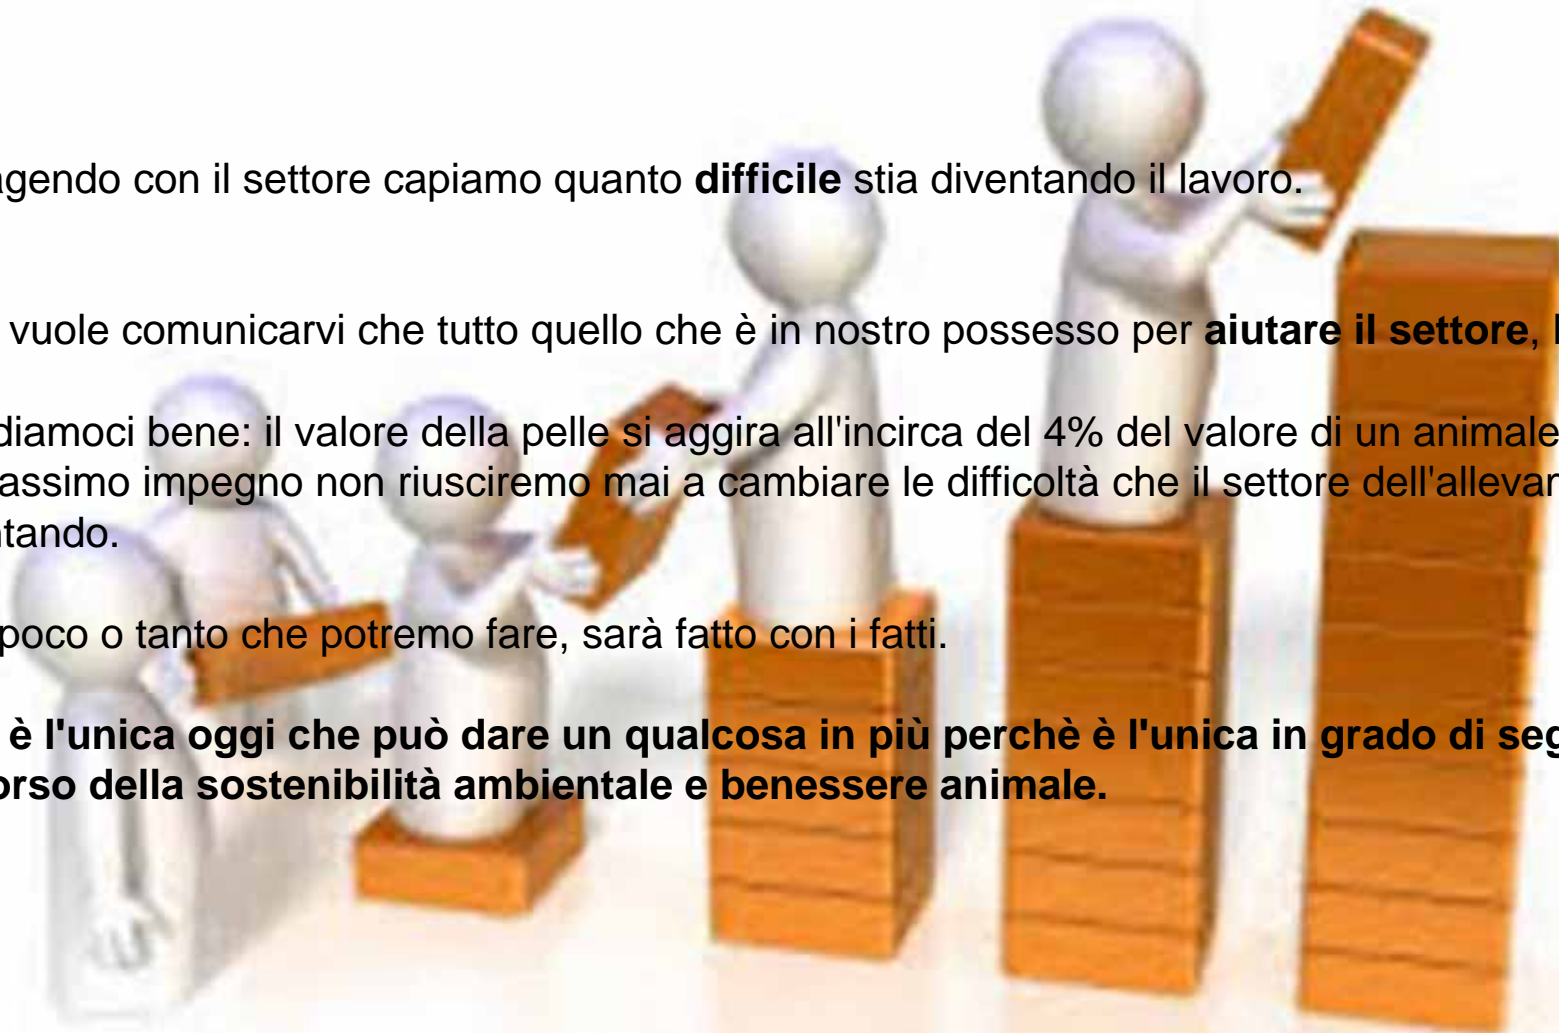 agendo con il settore capiamo quanto difficile stia diventando il lavoro.
vuole comunicarvi che tutto quello che è in nostro possesso per aiutare il settore,
diamoci bene: il valore della pelle si aggira all'incirca del 4% del valore di un animale
assimo impegno non riusciremo mai a cambiare le difficoltà che il settore dell'allevar
ntando.
poco o tanto che potremo fare, sarà fatto con i fatti.
è l'unica oggi che può dare un qualcosa in più perchè è l'unica in grado di seg
orso della sostenibilità ambientale e benessere animale.